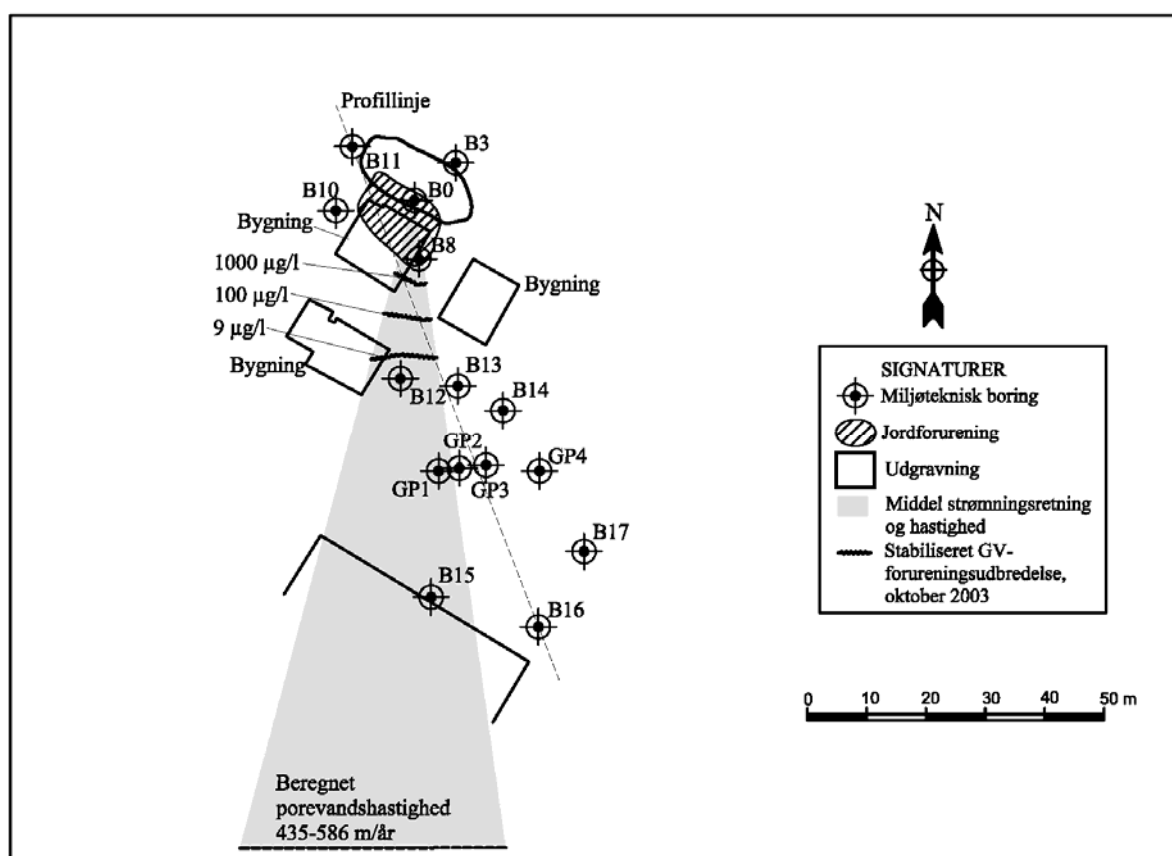 Profillinje
B3
B11
B0
B10
Bygning
B8
1000 µg/l
Bygning
100 µg/l
9 µg/l
Bygning
B13
B12
B14
GP2
GP4
GP1
GP3
B17
B15
B16
Beregnet
porevandshastighed
435-586 m/år
N
SIGNATURER
Miljøteknisk boring
Jordforurening
Udgravning
Middel strømningsretning
og hastighed
Stabiliseret GV-
forureningsudbredelse,
oktober 2003
0 10 20 30 40 50 m